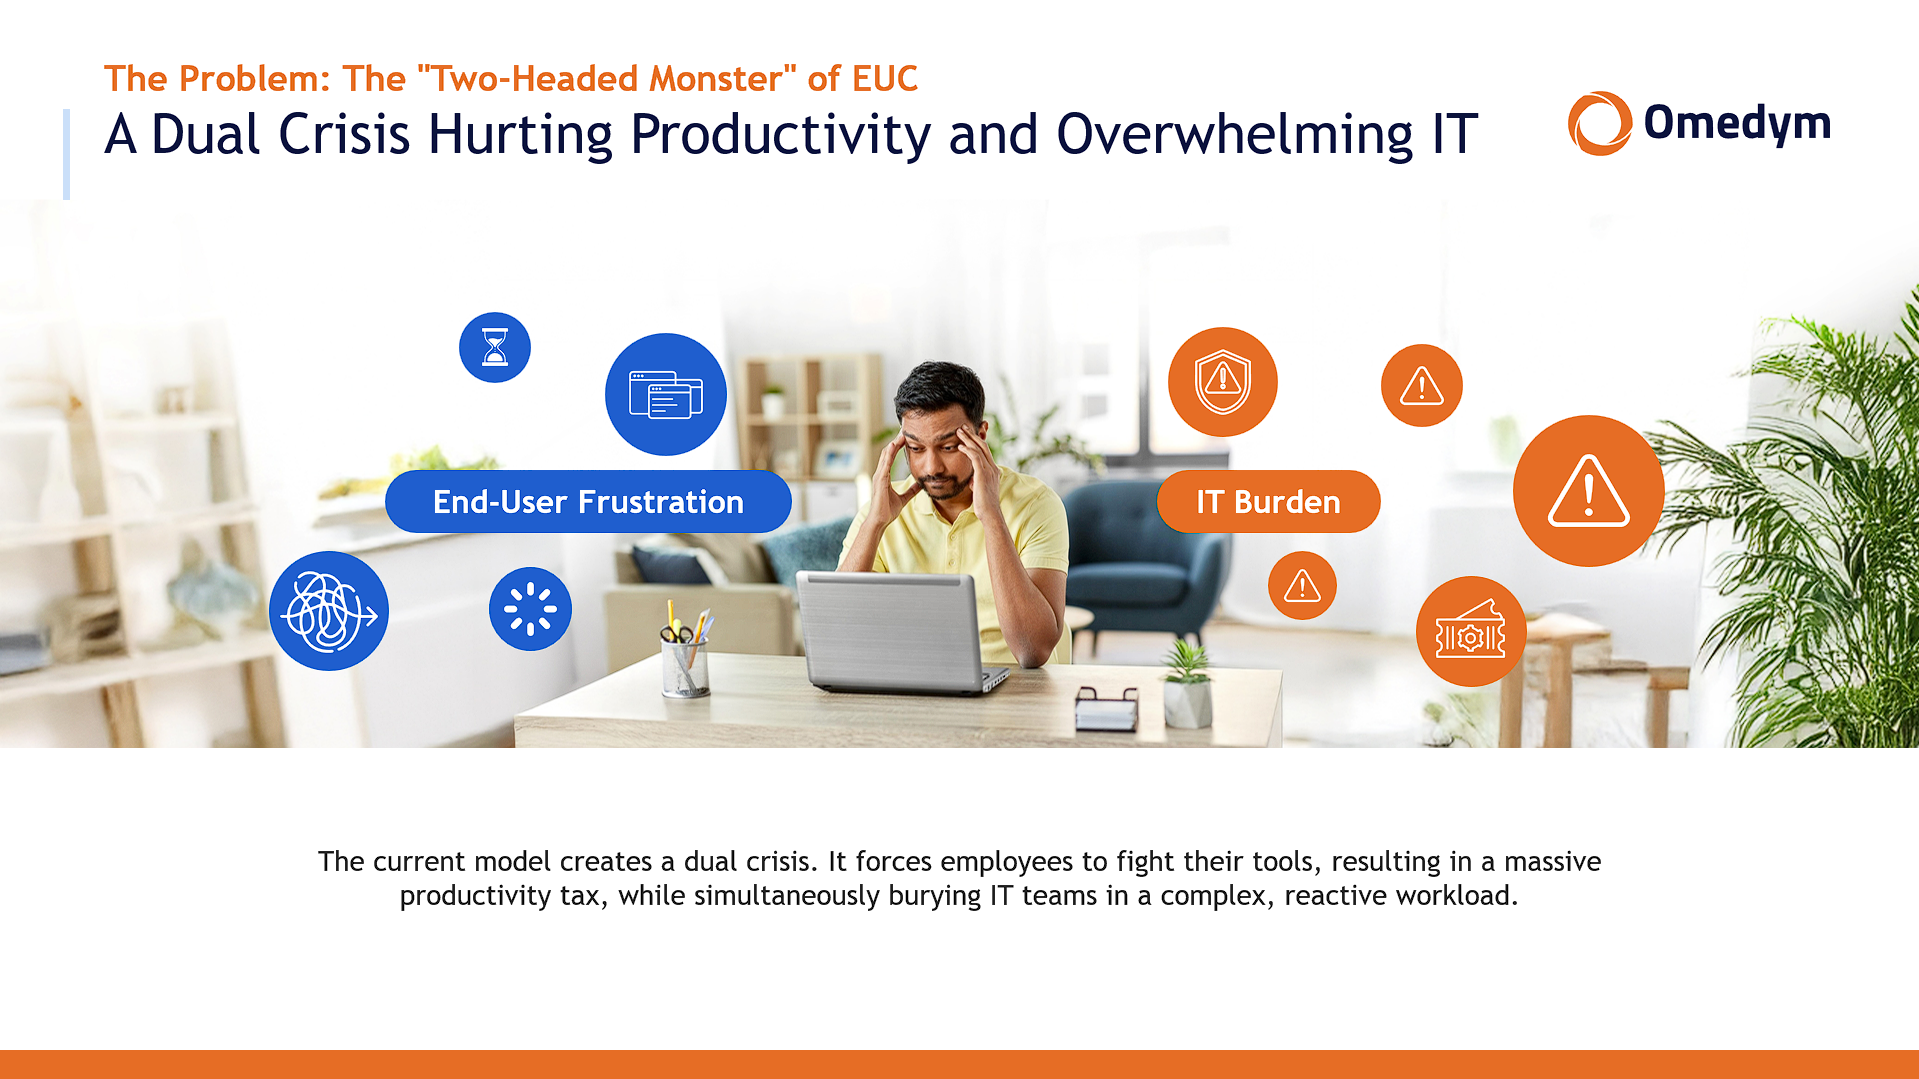 The Problem: The "Two-Headed Monster" of EUC
A Dual Crisis Hurting Productivity and Overwhelming IT
Omedym
End-User Frustration
IT Burden
The current model creates a dual crisis. It forces employees to fight their tools, resulting in a massive
productivity tax, while simultaneously burying IT teams in a complex, reactive workload.